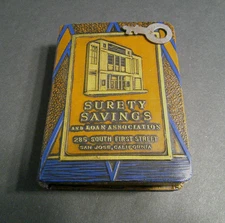 SURETY
SAVINGS
AND LOAN ASSOCIATION
285 SOUTH FIRST STREET
SAN JOSE, CALIFORNIA